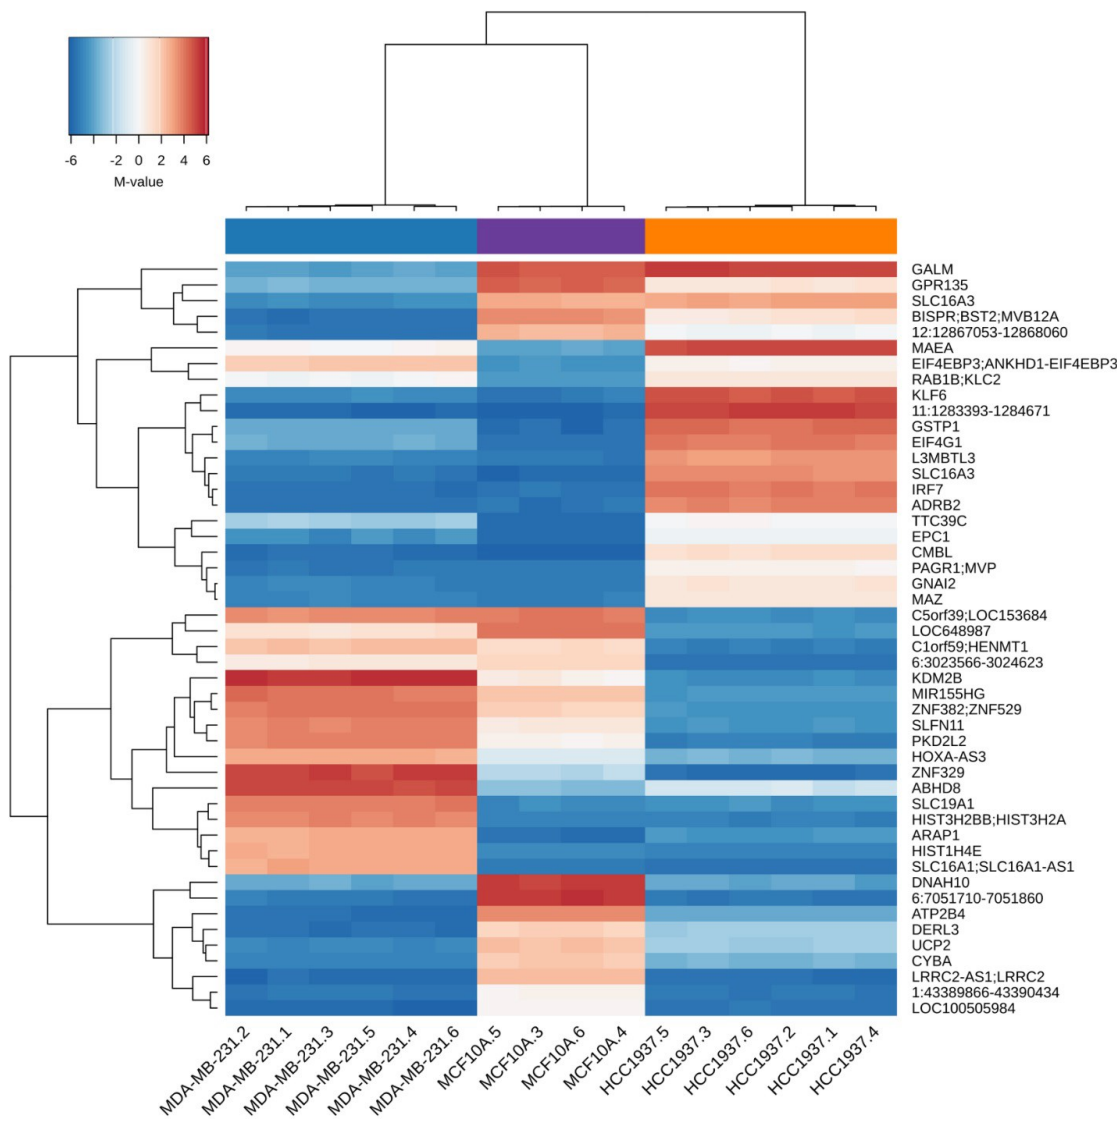 -6 -2 0 2 4 6
M-value
GALM
GPR135
SLC16A3
BISPR;BST2;MVB12A
12:12867053-12868060
MAEA
EIF4EBP3;ANKHD1-EIF4EBP3
RAB1B;KLC2
KLF6
11:1283393-1284671
GSTP1
EIF4G1
L3MBTL3
SLC16A3
IRF7
ADRB2
TTC39C
EPC1
CMBL
PAGR1;MVP
GNAI2
MAZ
C5orf39;LOC153684
LOC648987
C1orf59;HENMT1
6:3023566-3024623
KDM2B
MIR155HG
ZNF382;ZNF529
SLFN11
PKD2L2
HOXA-AS3
ZNF329
ABHD8
SLC19A1
HIST3H2BB;HIST3H2A
ARAP1
HIST1H4E
SLC16A1;SLC16A1-AS1
DNAH10
6:7051710-7051860
ATP2B4
DERL3
UCP2
CYBA
LRRC2-AS1;LRRC2
1:43389866-43390434
LOC100505984
MDA-MB-231.2
MDA-MB-231.1
MDA-MB-231.3
MDA-MB-231.5
MDA-MB-231.4
MDA-MB-231.6
MCF10A.5
MCF10A.3
MCF10A.6
MCF10A.4
HCC1937.5
HCC1937.3
HCC1937.6
HCC1937.2
HCC1937.1
HCC1937.4